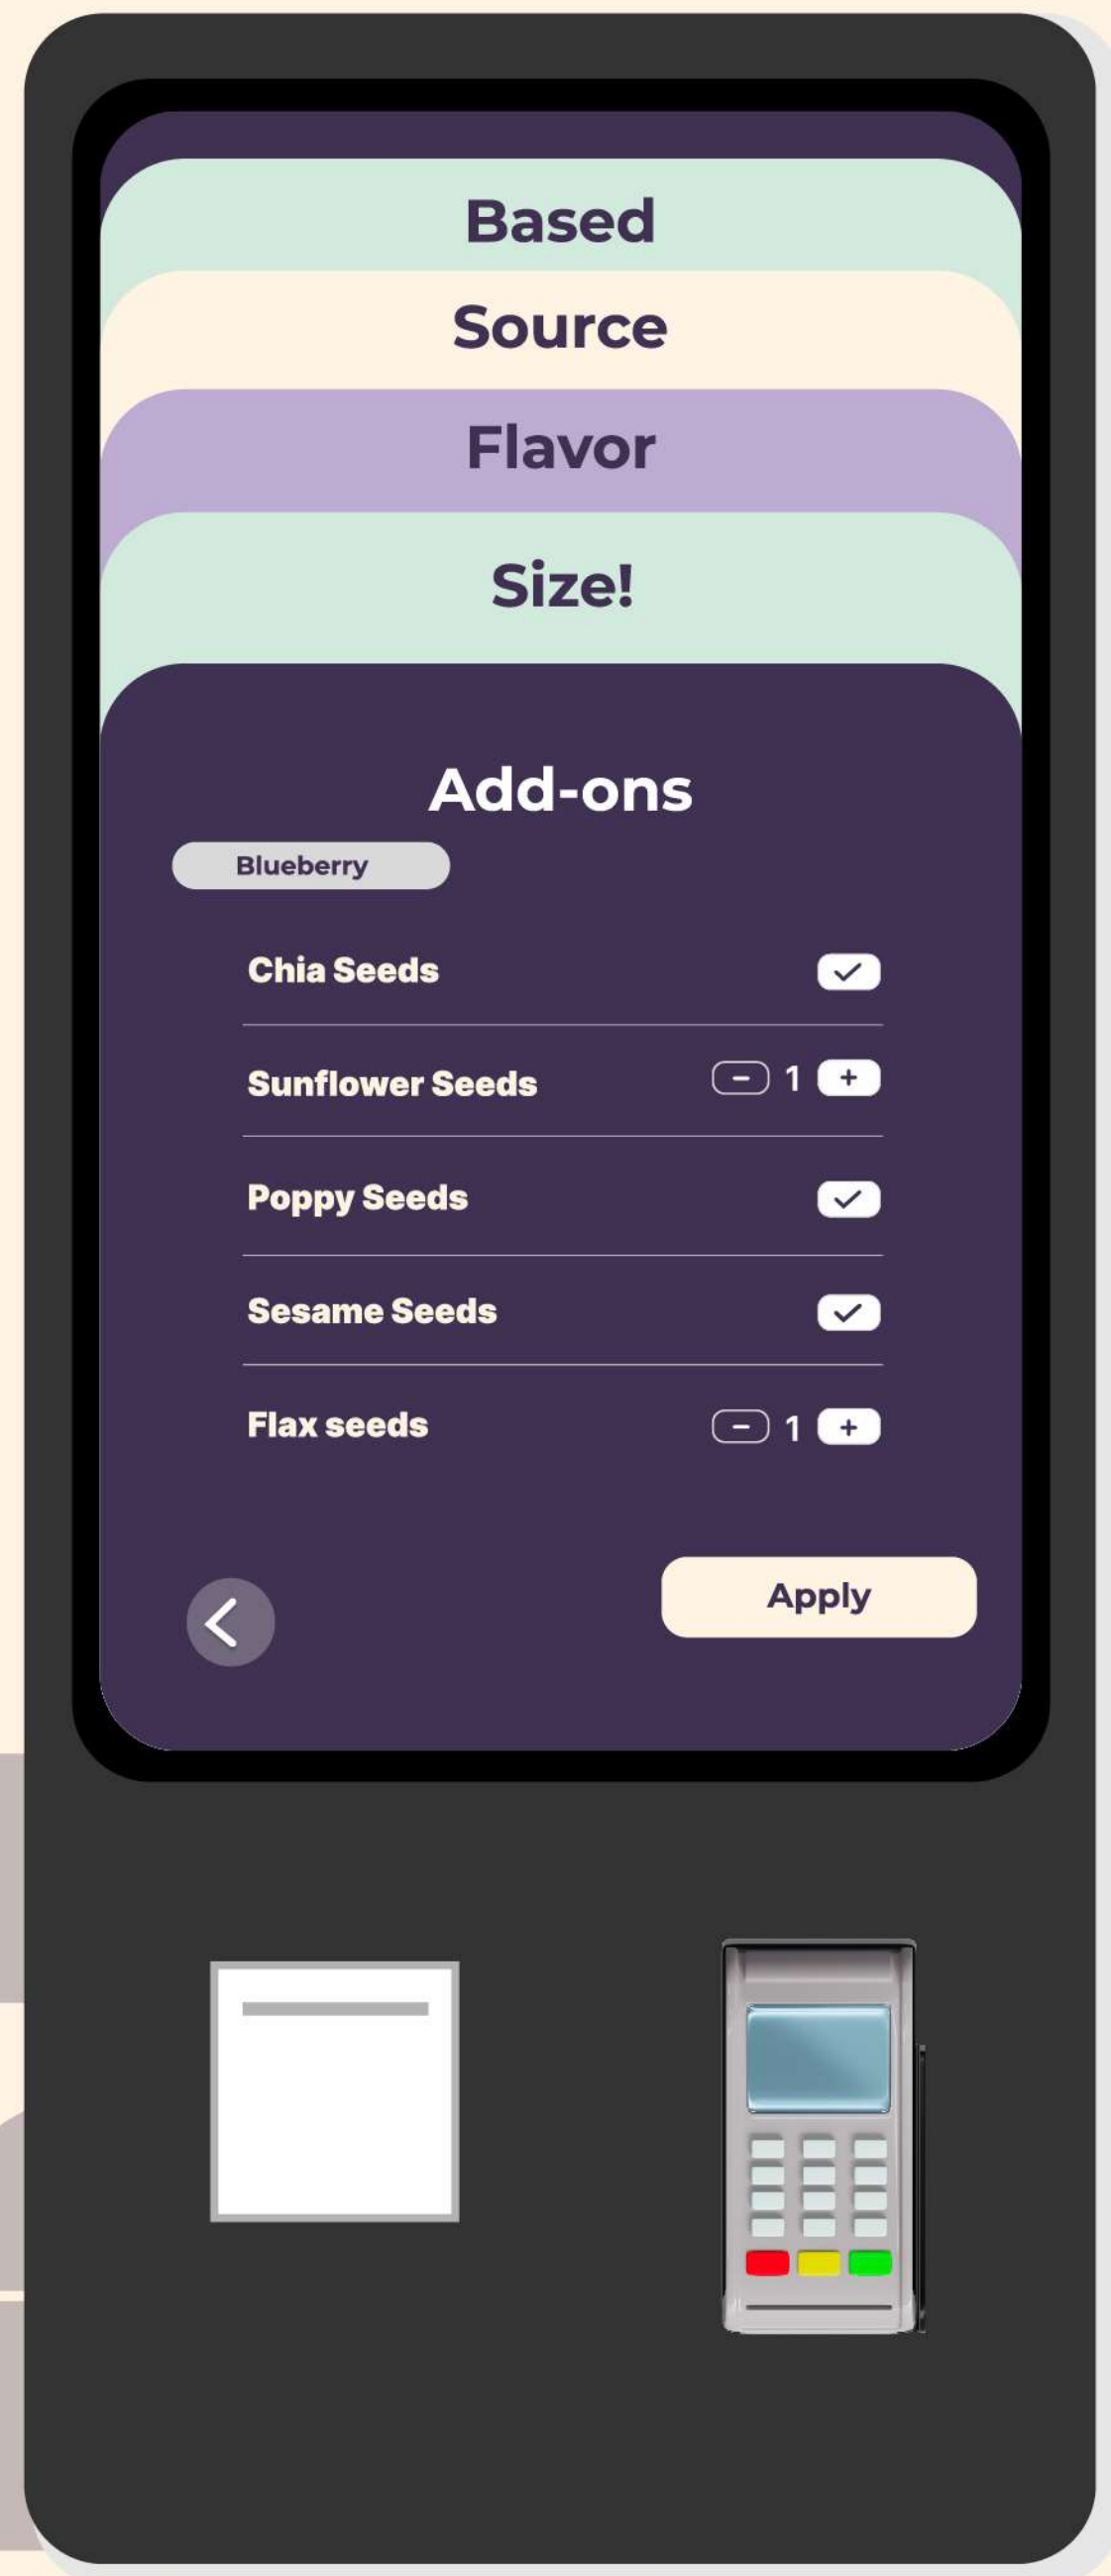 Based
Source
Flavor
Size!
Add-ons
Blueberry
Chia Seeds
Sunflower Seeds - 1 +
Poppy Seeds
Sesame Seeds
Flax seeds - 1 +
Apply